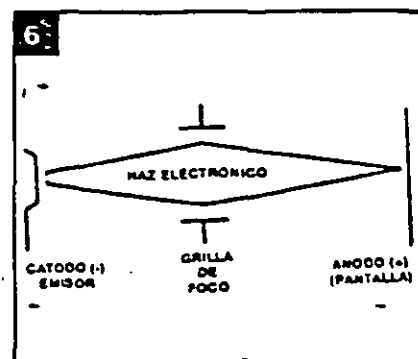 6
HAZ ELECTRONICO
CATODO (-)
EMISOR
GRILLA
DE
FOCO
ANODO (+)
(PANTALLA)